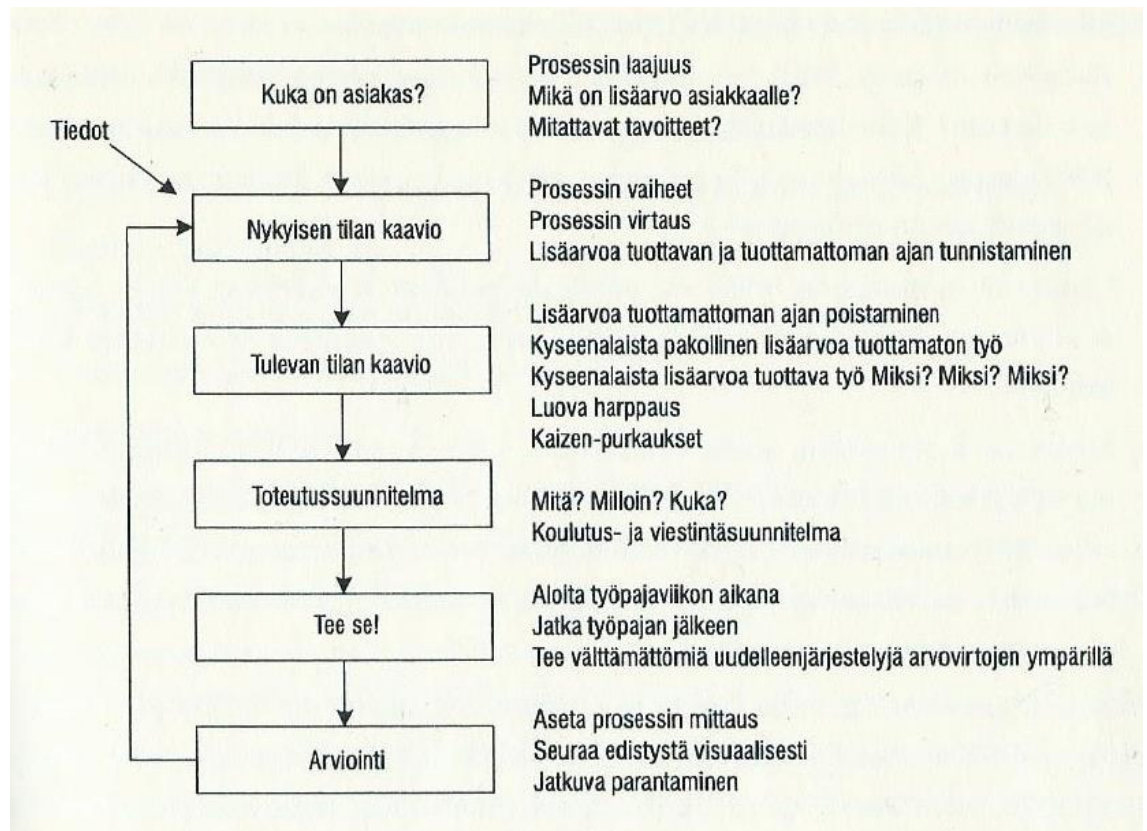 Kuka on asiakas?
Prosessin laajuus
Mikä on lisäarvo asiakkaalle?
Mitattavat tavoitteet?
Tiedot
Nykyisen tilan kaavio
Prosessin vaiheet
Prosessin virtaus
Lisäarvoa tuottavan ja tuottamattoman ajan tunnistaminen
Tulevan tilan kaavio
Lisäarvoa tuottamattoman ajan poistaminen
Kyseenalaista pakollinen lisäarvoa tuottamaton työ
Kyseenalaista lisäarvoa tuottava työ Miksi? Miksi? Miksi?
Luova harppaus
Kaizen-purkaukset
Toteutussuunnitelma
Mitä? Milloin? Kuka?
Koulutus- ja viestintäsuunnitelma
Tee se!
Aloita työpajaviikon aikana
Jatka työpajan jälkeen
Tee välttämättömiä uudelleenjärjestelyjä arvovirtojen ympärillä
Arviointi
Aseta prosessin mittaus
Seuraa edistystä visuaalisesti
Jatkuva parantaminen